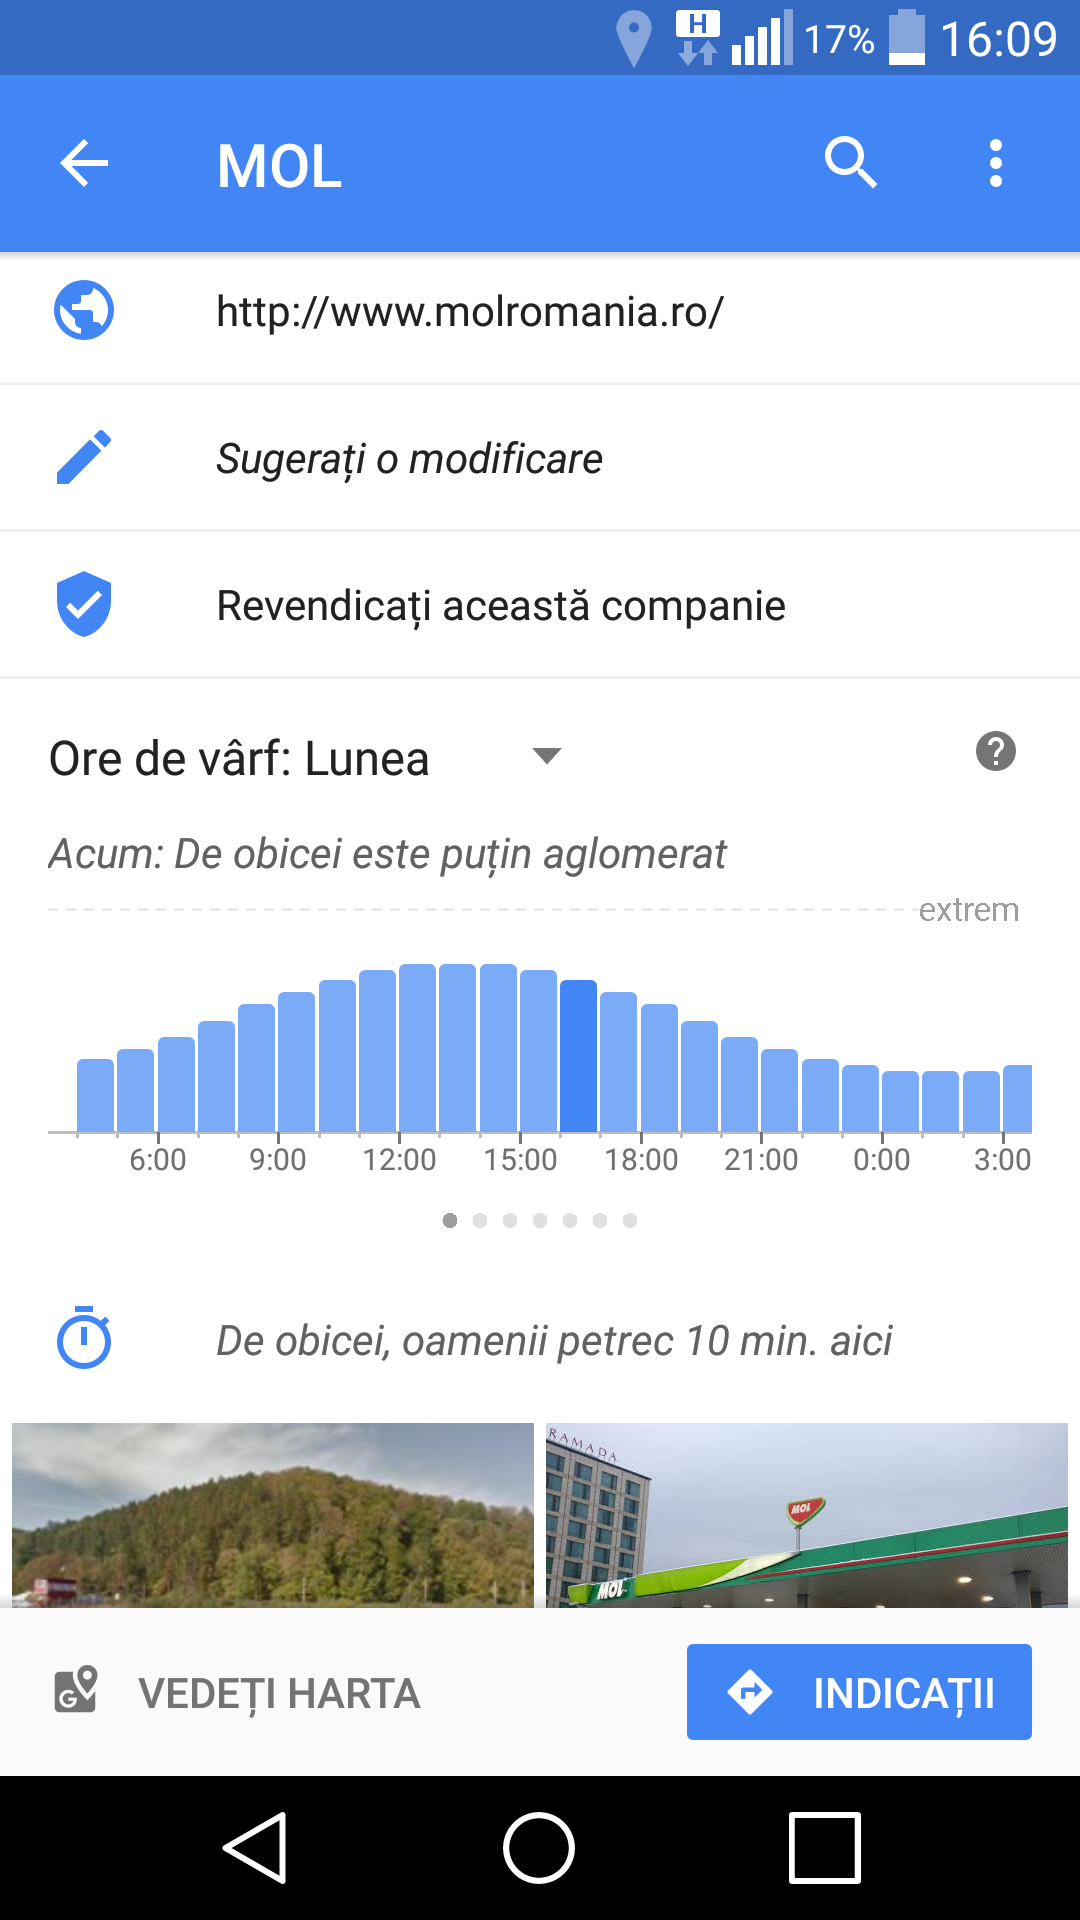 H 17% 16:09
MOL
http://www.molromania.ro/
Sugerați o modificare
Revendicați această companie
Ore de vârf: Lunea
?
Acum: De obicei este puțin aglomerat
extrem
6:00 9:00 12:00 15:00 18:00 21:00 0:00 3:00
De obicei, oamenii petrec 10 min. aici
RAMADA
MOL
MOL
G VEDEȚI HARTA INDICAȚII